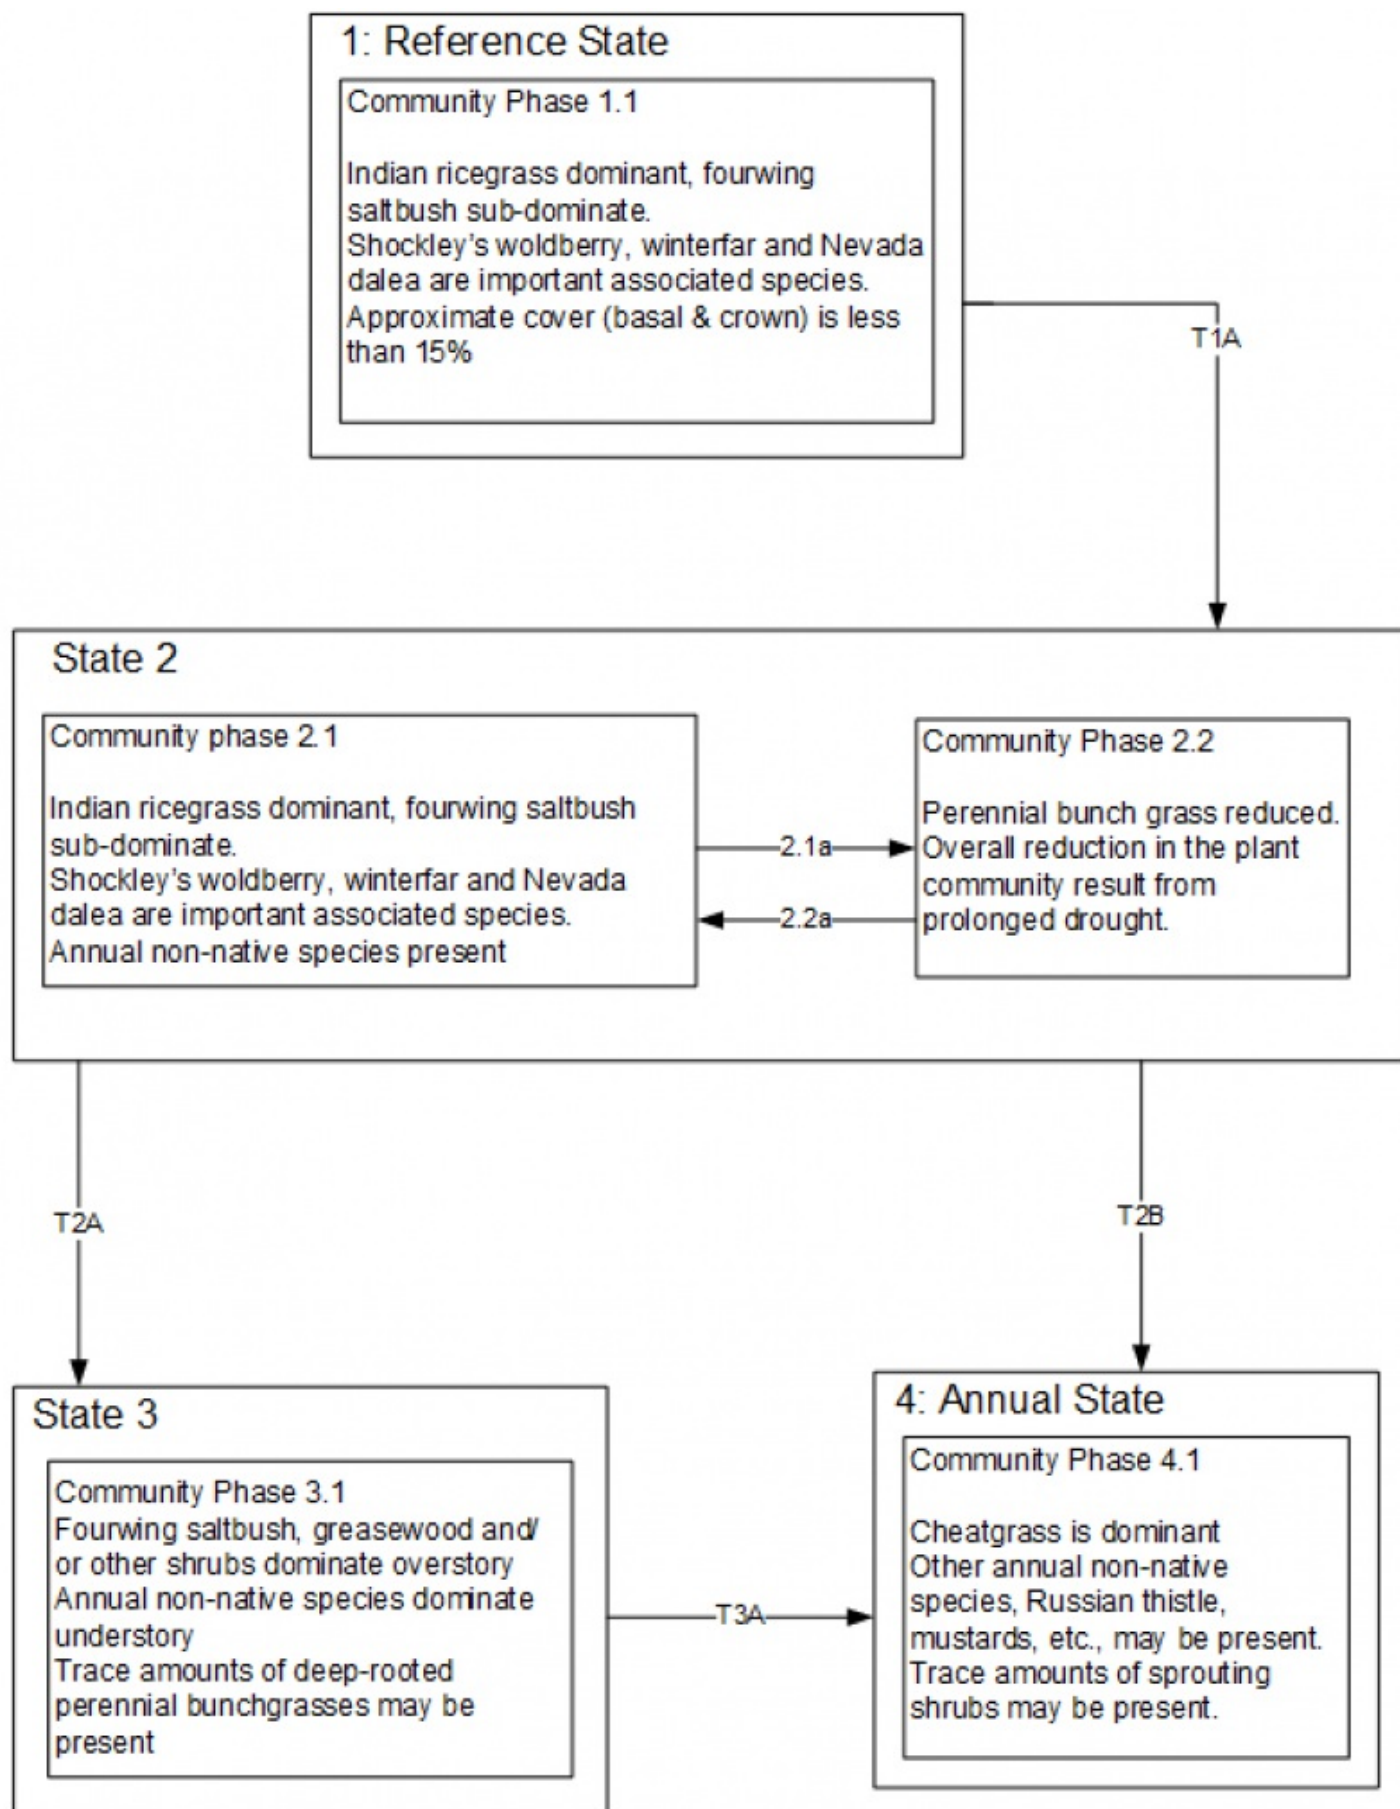 1: Reference State
Community Phase 1.1
Indian ricegrass dominant, fourwing
saltbush sub-dominate.
Shockley's woldberry, winterfar and Nevada
dalea are important associated species.
Approximate cover (basal & crown) is less
than 15%
T1A
State 2
Community phase 2.1
Indian ricegrass dominant, fourwing saltbush
sub-dominate.
Shockley's woldberry, winterfar and Nevada
dalea are important associated species.
Annual non-native species present
2.1a
2.2a
Community Phase 2.2
Perennial bunch grass reduced.
Overall reduction in the plant
community result from
prolonged drought.
T2A
T2B
State 3
Community Phase 3.1
Fourwing saltbush, greasewood and/
or other shrubs dominate overstory
Annual non-native species dominate
understory
Trace amounts of deep-rooted
perennial bunchgrasses may be
present
T3A
4: Annual State
Community Phase 4.1
Cheatgrass is dominant
Other annual non-native
species, Russian thistle,
mustards, etc., may be present.
Trace amounts of sprouting
shrubs may be present.